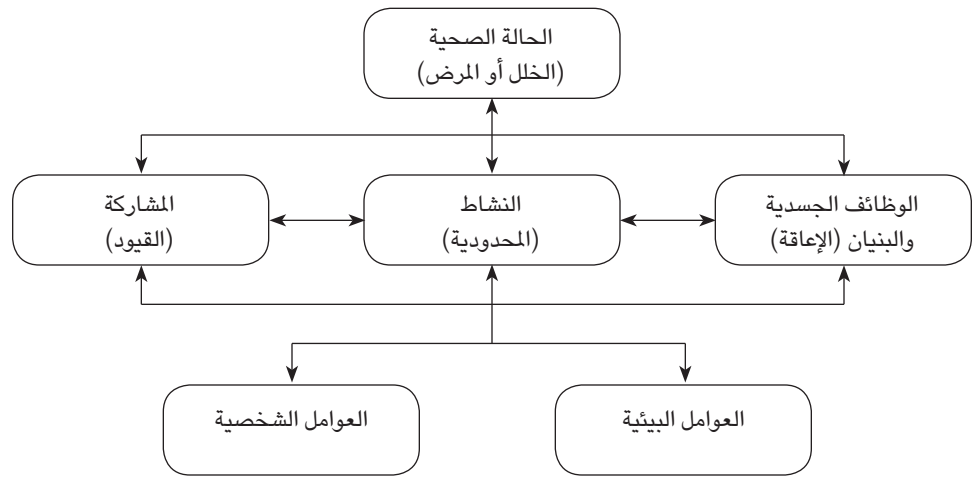 الحالة الصحية
(الخلل أو المرض)
الوظائف الجسدية
والبنيان (الإعاقة)
النشاط
(المحدودية)
المشاركة
(القيود)
العوامل البيئية
العوامل الشخصية